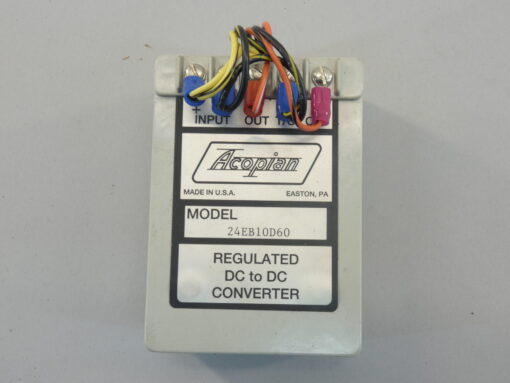 +
INPUT OUT
Acopian
MADE IN U.S.A. EASTON, PA
MODEL
24EB10D60
REGULATED
DC to DC
CONVERTER